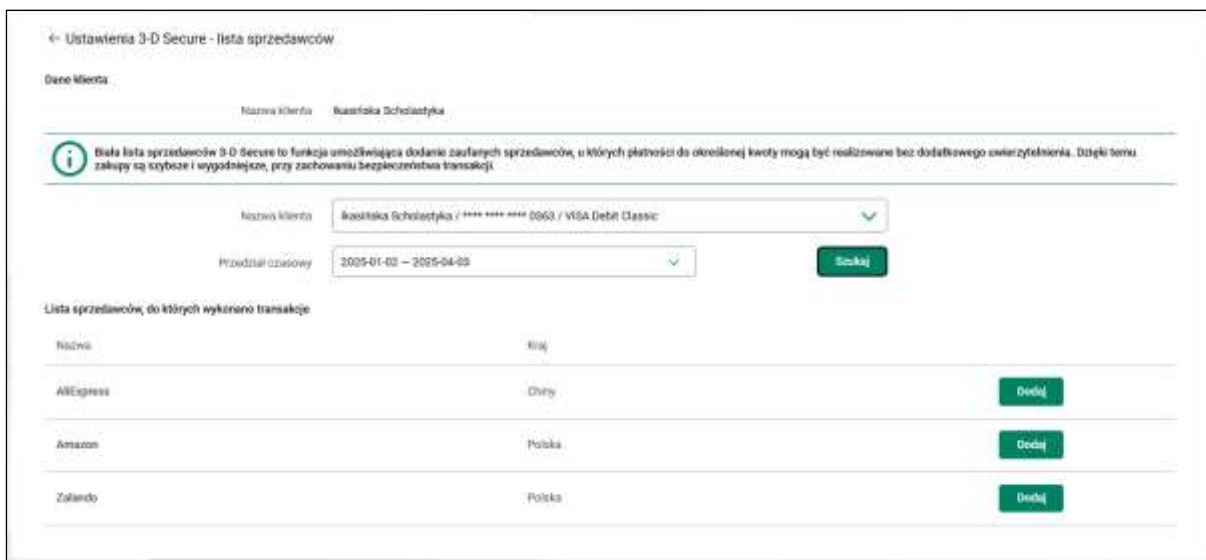 ← Ustawienia 3-D Secure - lista sprzedawców
Dane klienta
Nazwa klienta Ikasińska Scholastyka
Biała lista sprzedawców 3-D Secure to funkcja umożliwiająca dodanie zaufanych sprzedawców, u których płatności do określonej kwoty mogą być realizowane bez dodatkowego uwierzytelnienia. Dzięki temu
zakupy są szybsze i wygodniejsze, przy zachowaniu bezpieczeństwa transakcji.
Nazwa klienta Ikasińska Scholastyka / **** **** **** 0363 / VISA Debit Classic
Przedział czasowy 2025-01-02 — 2025-04-03 Szukaj
Lista sprzedawców, do których wykonano transakcje
Nazwa Kraj
AliExpress Chiny Dodaj
Amazon Polska Dodaj
Zalando Polska Dodaj